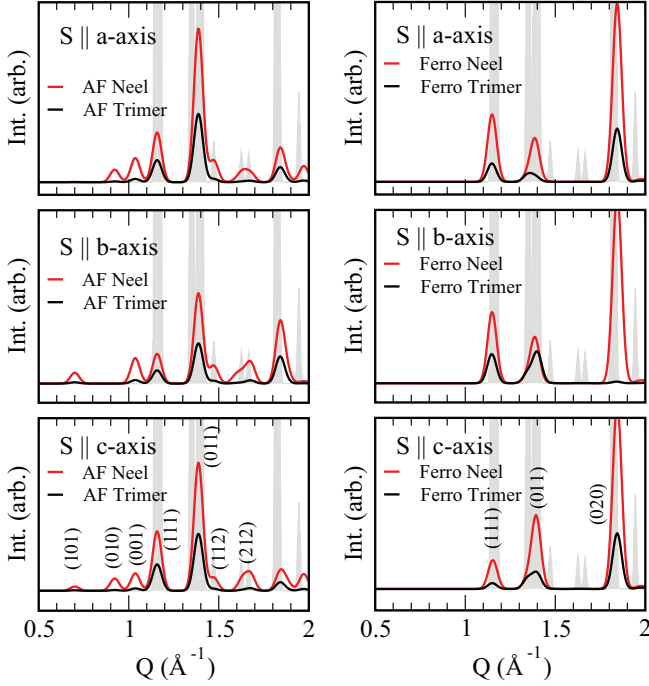 S || a-axis
AF Neel
AF Trimer
Int. (arb.)
S || a-axis
Ferro Neel
Ferro Trimer
Int. (arb.)
S || b-axis
AF Neel
AF Trimer
Int. (arb.)
S || b-axis
Ferro Neel
Ferro Trimer
Int. (arb.)
S || c-axis
AF Neel
AF Trimer
Int. (arb.)
(101)
(010)
(001)
(111)
(011)
(112)
(212)
S || c-axis
Ferro Neel
Ferro Trimer
Int. (arb.)
(111)
(011)
(020)
0.5 1 1.5 2
Q (Å⁻¹)
0.5 1 1.5 2
Q (Å⁻¹)